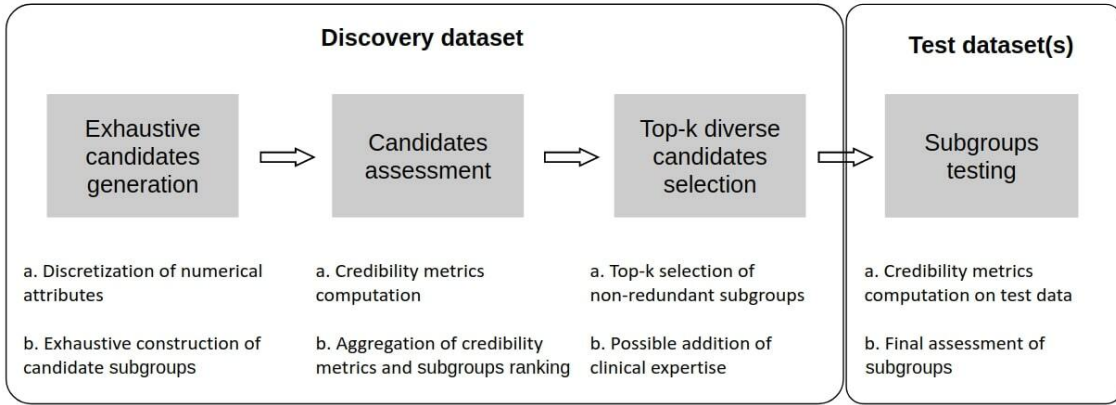 Discovery dataset
Test dataset(s)
Exhaustive
candidates
generation
Candidates
assessment
Top-k diverse
candidates
selection
Subgroups
testing
a. Discretization of numerical
attributes
b. Exhaustive construction of
candidate subgroups
a. Credibility metrics
computation
b. Aggregation of credibility
metrics and subgroups ranking
a. Top-k selection of
non-redundant subgroups
b. Possible addition of
clinical expertise
a. Credibility metrics
computation on test data
b. Final assessment of
subgroups